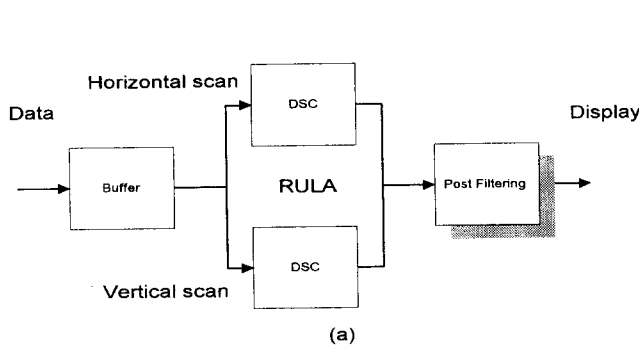 Horizontal scan
DSC
Data
Display
Buffer
RULA
Post Filtering
DSC
Vertical scan
(a)